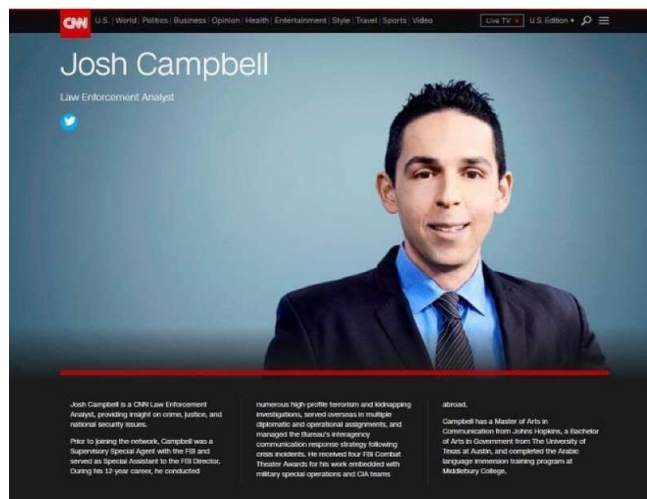 CNN U.S. | World | Politics | Business | Opinion | Health | Entertainment | Style | Travel | Sports | Video Live TV • U.S. Edition +
Josh Campbell
Law Enforcement Analyst
Josh Campbell is a CNN Law Enforcement
Analyst, providing insight on crime, justice, and
national security issues.
Prior to joining the network, Campbell was a
Supervisory Special Agent with the FBI and
served as Special Assistant to the FBI Director.
During his 12-year career, he conducted
numerous high-profile terrorism and kidnapping
investigations, served overseas in multiple
diplomatic and operational assignments, and
managed the Bureau's interagency
communication response strategy following
crisis incidents. He received four FBI Combat
Theater Awards for his work embedded with
military special operations and CIA teams
abroad.
Campbell has a Master of Arts in
Communication from Johns Hopkins, a Bachelor
of Arts in Government from The University of
Texas at Austin, and completed the Arabic
language immersion training program at
Middlebury College.